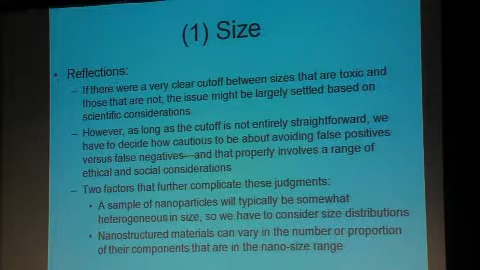 (1) Size
• Reflections:
– If there were a very clear cutoff between sizes that are toxic and
those that are not, the issue might be largely settled based on
scientific considerations
– However, as long as the cutoff is not entirely straightforward, we
have to decide how cautious to be about avoiding false positives
versus false negatives—and that properly involves a range of
ethical and social considerations
– Two factors that further complicate these judgments:
• A sample of nanoparticles will typically be somewhat
heterogeneous in size, so we have to consider size distributions
• Nanostructured materials can vary in the number or proportion
of their components that are in the nano-size range